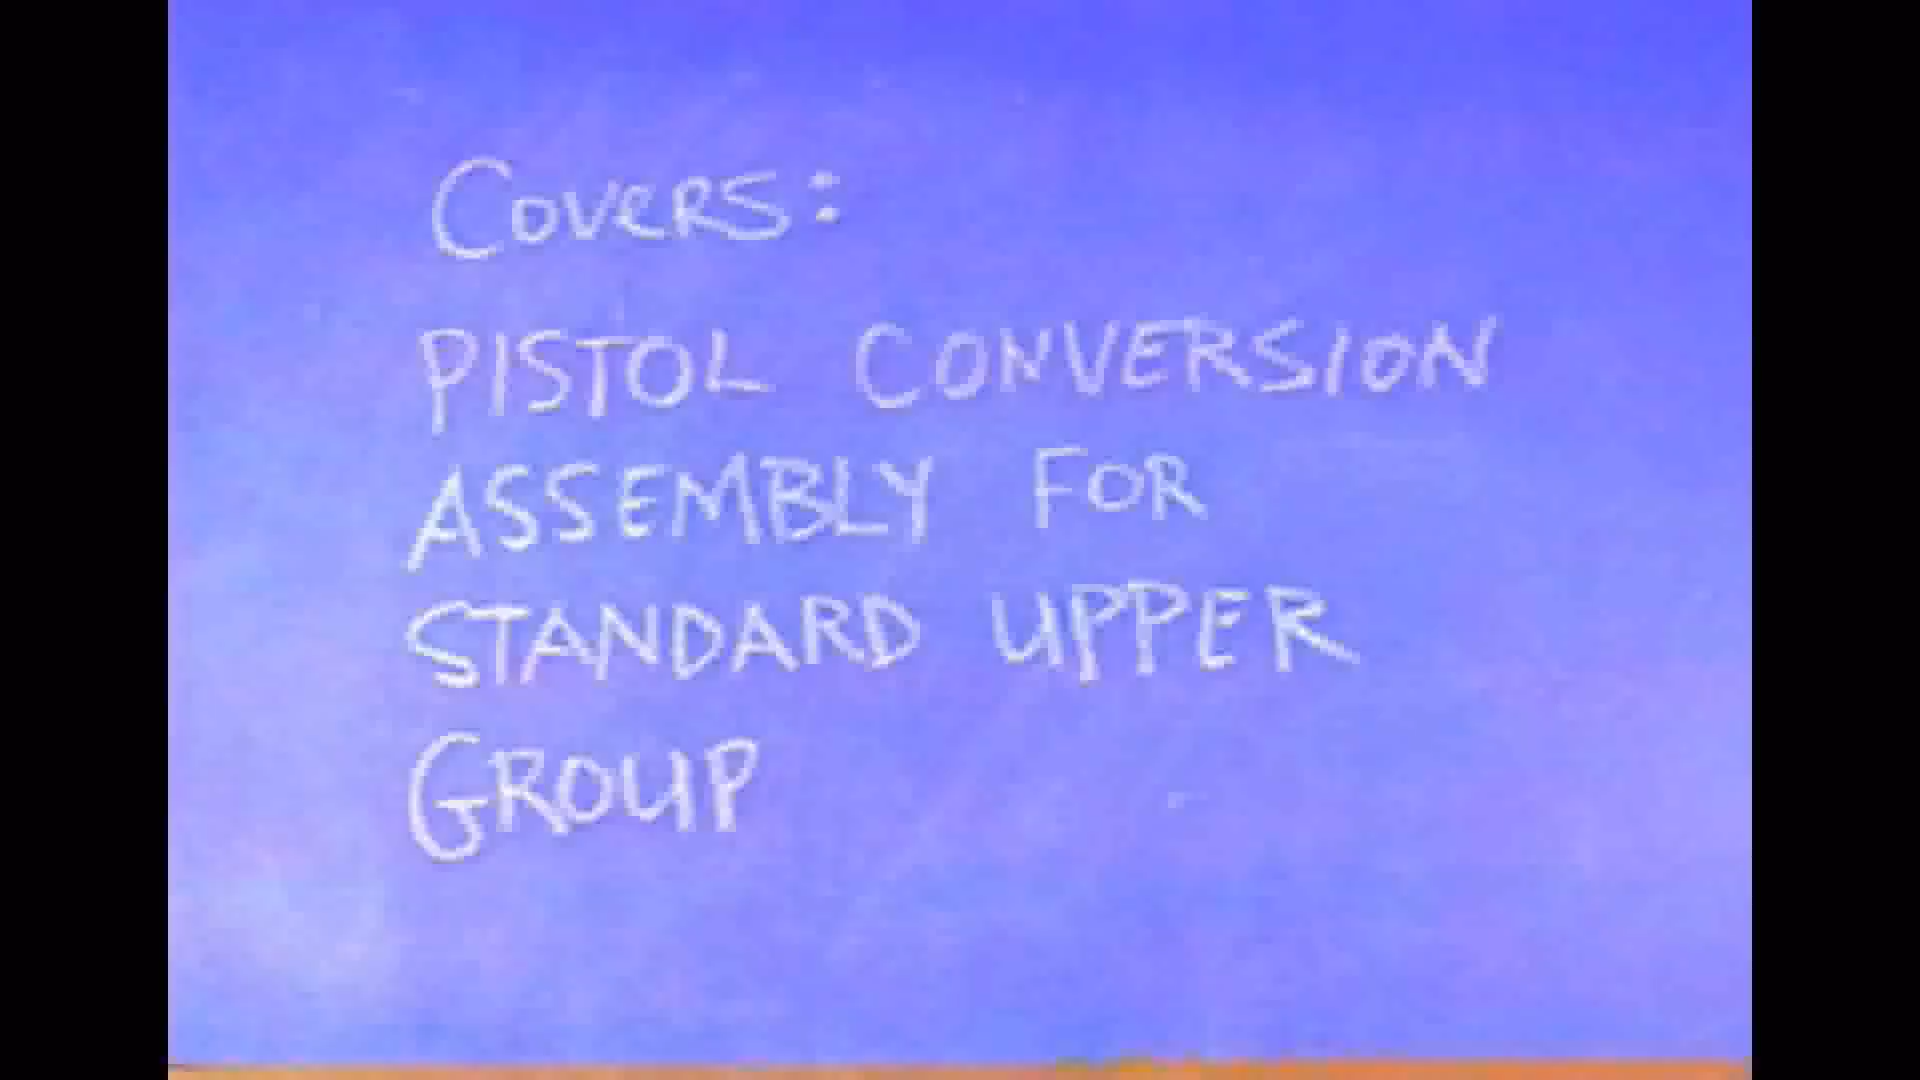 Covers:
PISTOL CONVERSION
ASSEMBLY FOR
STANDARD UPPER
GROUP